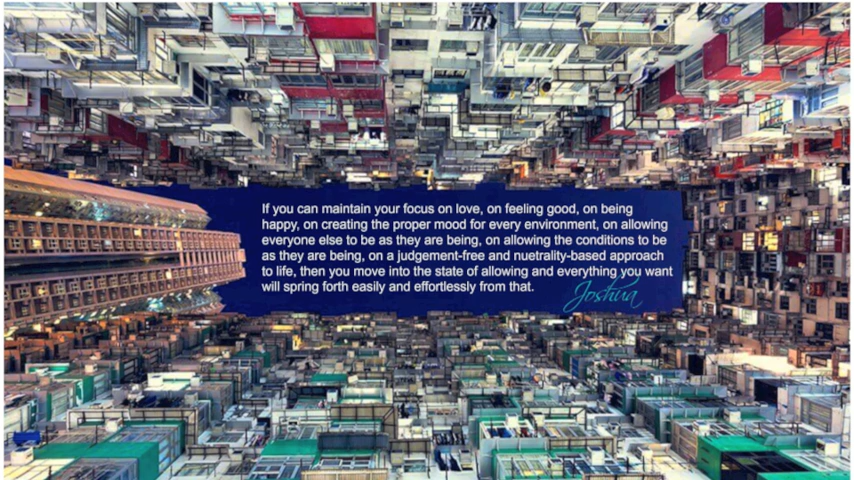 If you can maintain your focus on love, on feeling good, on being
happy, on creating the proper mood for every environment, on allowing
everyone else to be as they are being, on allowing the conditions to be
as they are being, on a judgement-free and nuetrality-based approach
to life, then you move into the state of allowing and everything you want
will spring forth easily and effortlessly from that.
Joshua